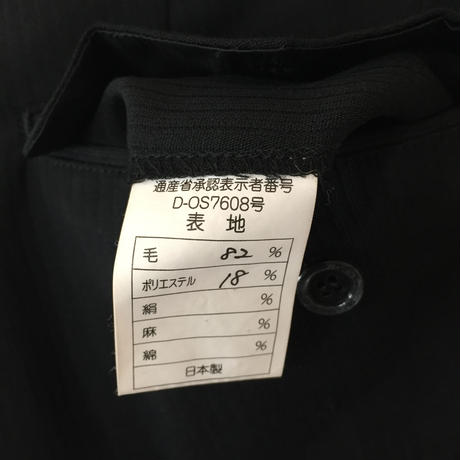 通産省承認表示者番号
D-OS7608号
表地
毛 82 %
ポリエステル 18 %
絹 %
麻 %
綿 %
日本製